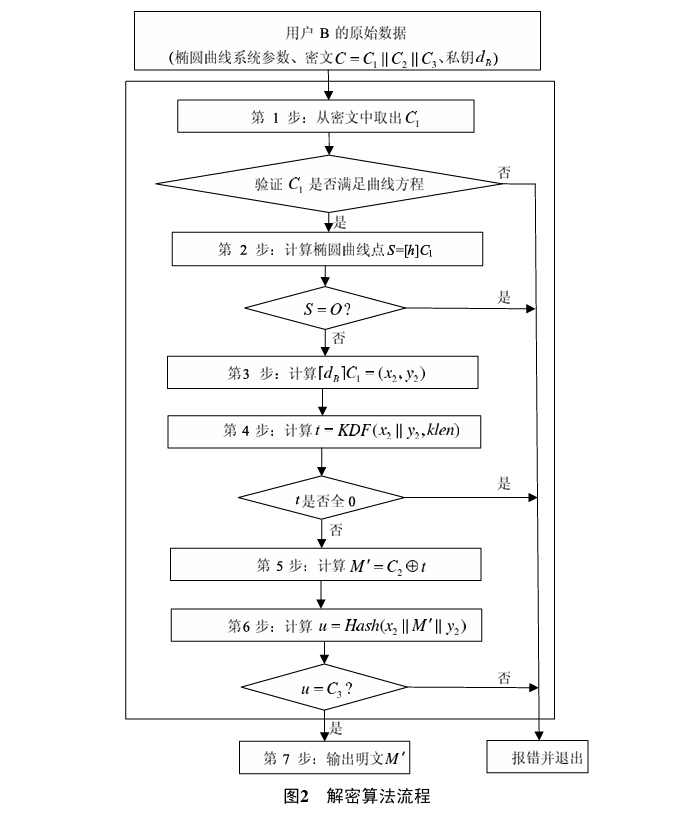 用户 B 的原始数据
(椭圆曲线系统参数、密文C = C₁ || C₂ || C₃、私钥d_B)
第 1 步：从密文中取出C₁
验证 C₁ 是否满足曲线方程
否
是
第 2 步：计算椭圆曲线点S=[h]C₁
S = O?
是
否
第3 步：计算[d_B]C₁ = (x₂, y₂)
第 4 步：计算t = KDF(x₂ || y₂, klen)
t是否全 0
是
否
第 5 步：计算 M′ = C₂ ⊕ t
第6 步：计算 u = Hash(x₂ || M′ || y₂)
u = C₃ ?
否
是
第 7 步：输出明文M′
报错并退出
图2 解密算法流程